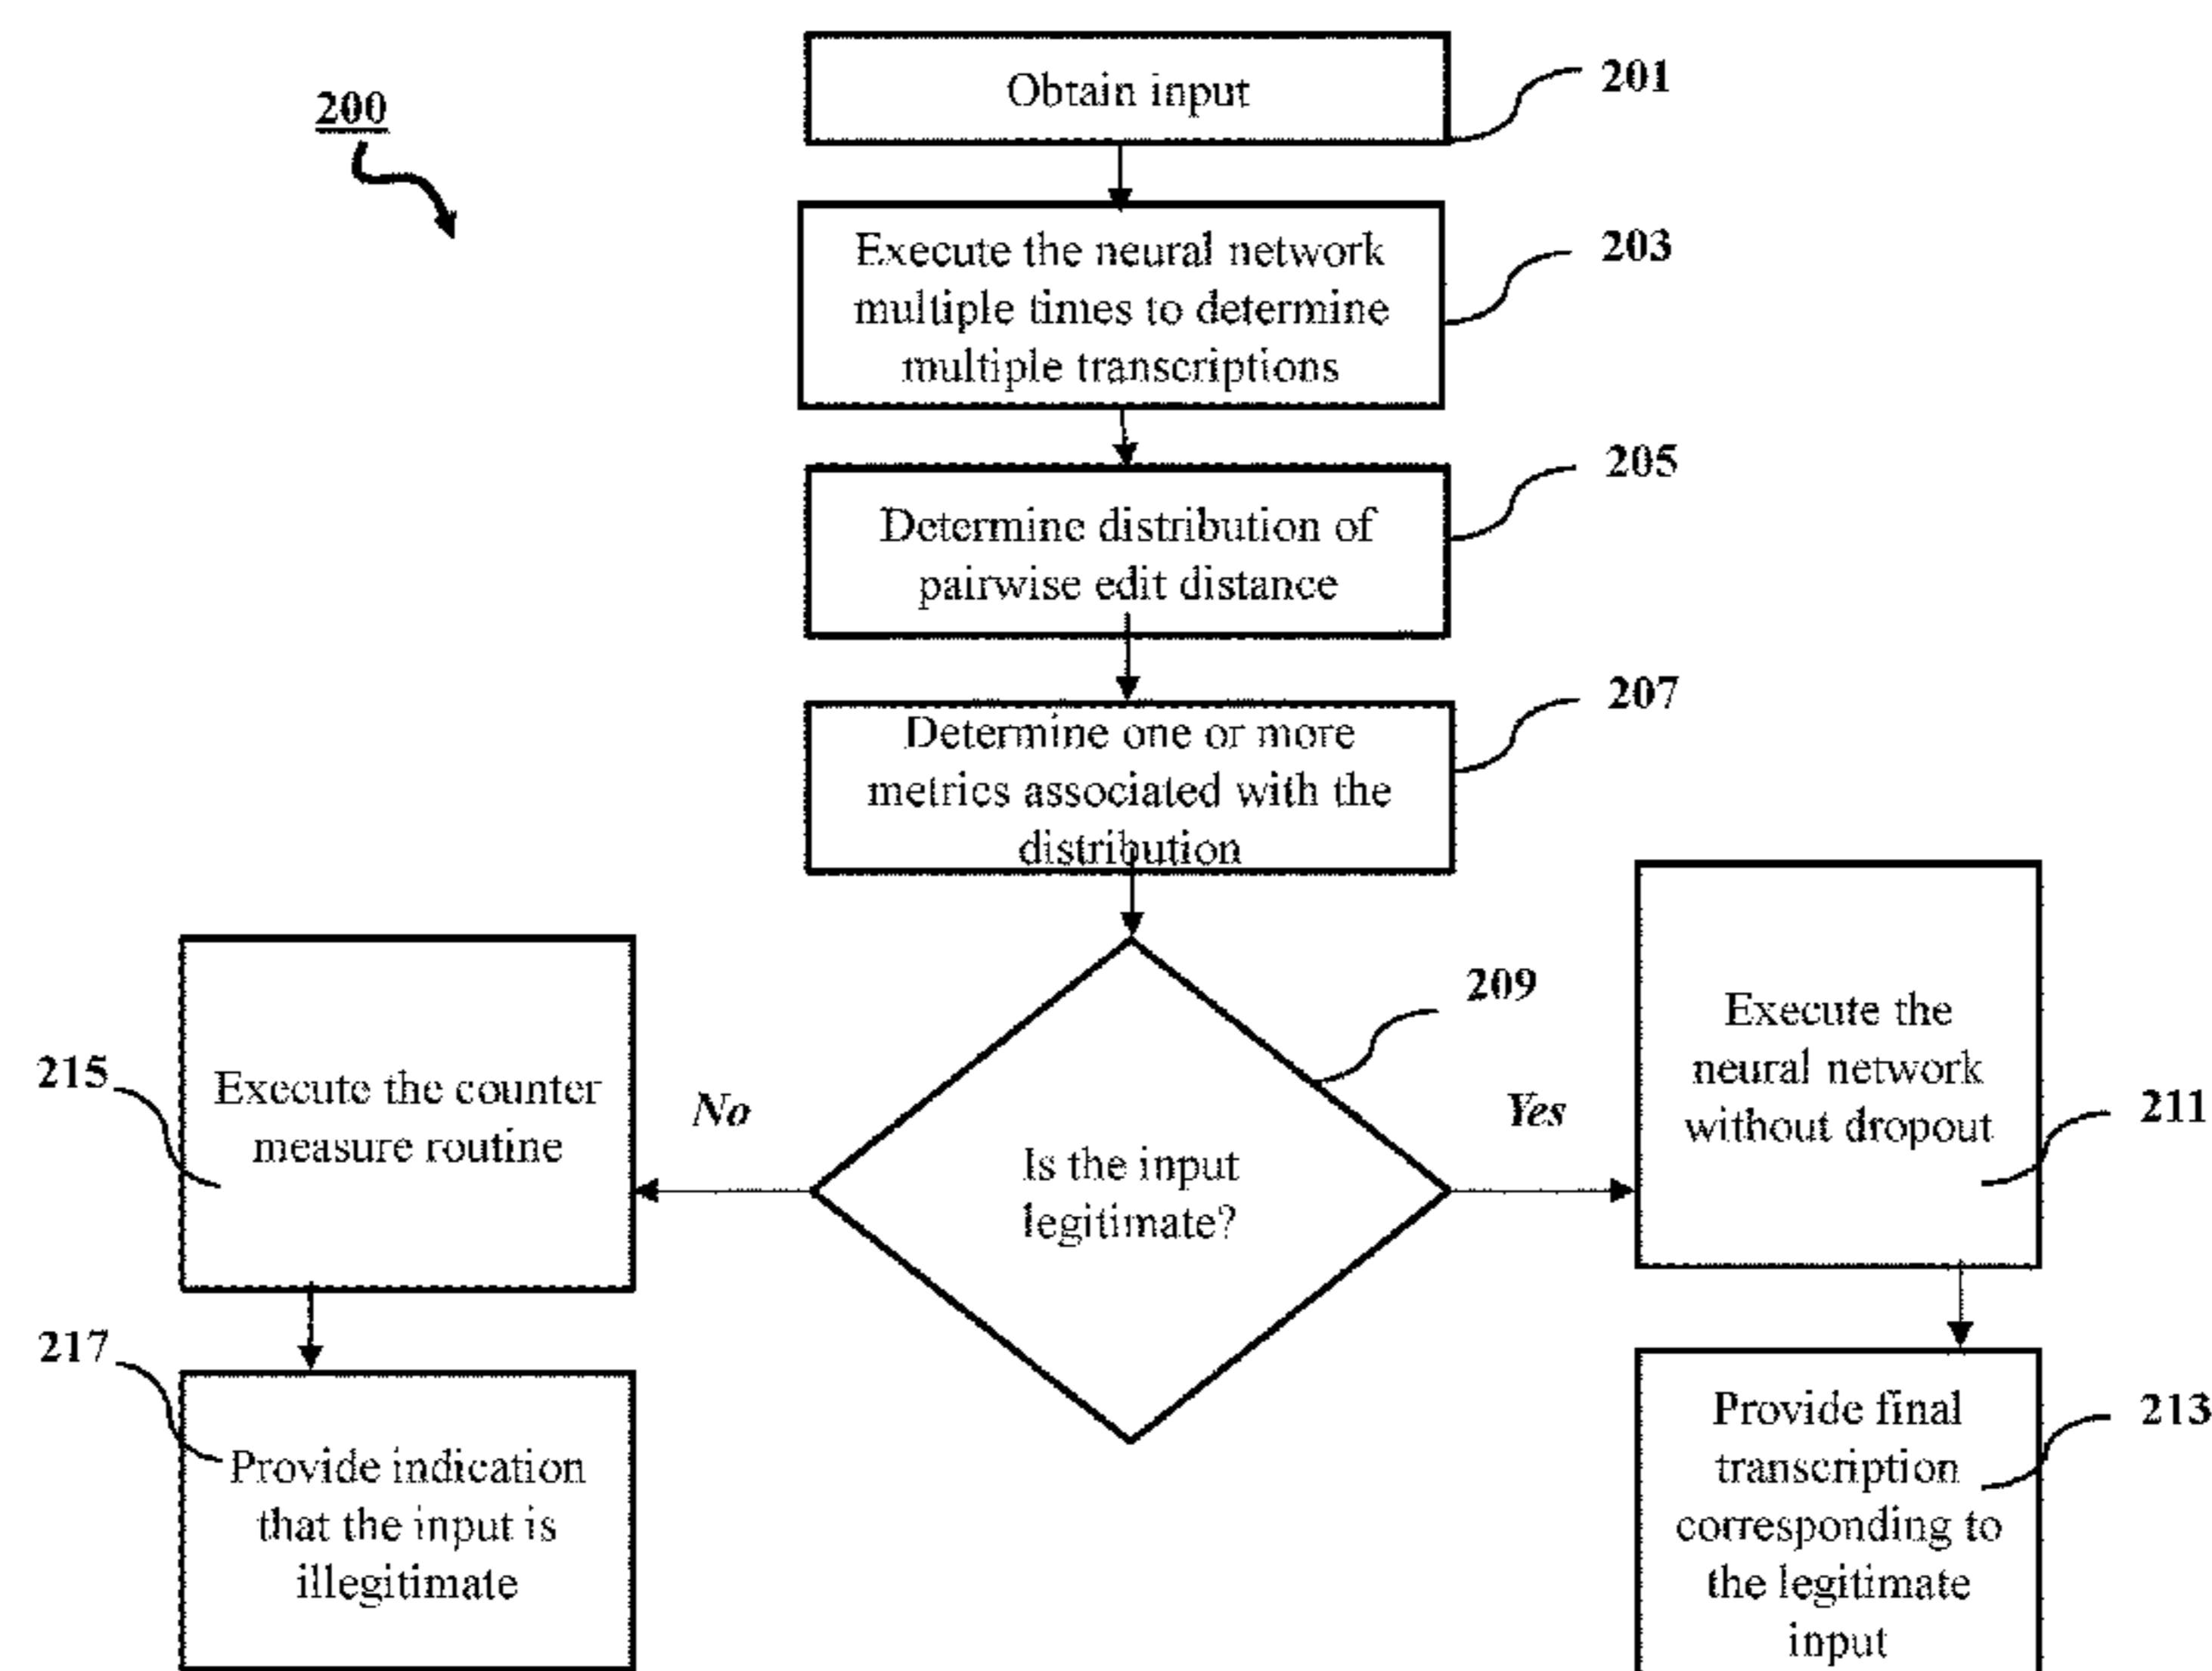 200
Obtain input
201
Execute the neural network
multiple times to determine
multiple transcriptions
203
Determine distribution of
pairwise edit distance
205
Determine one or more
metrics associated with the
distribution
207
Is the input
legitimate?
209
No
Yes
Execute the counter
measure routine
215
Provide indication
that the input is
illegitimate
217
Execute the
neural network
without dropout
211
Provide final
transcription
corresponding to
the legitimate
input
213